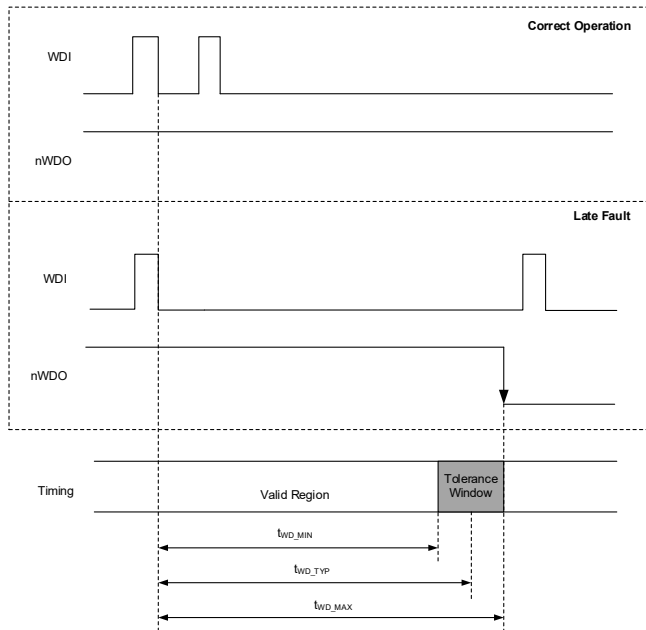 Correct Operation
WDI
nWDO
Late Fault
WDI
nWDO
Timing
Valid Region
Tolerance
Window
tWD_MIN
tWD_TYP
tWD_MAX